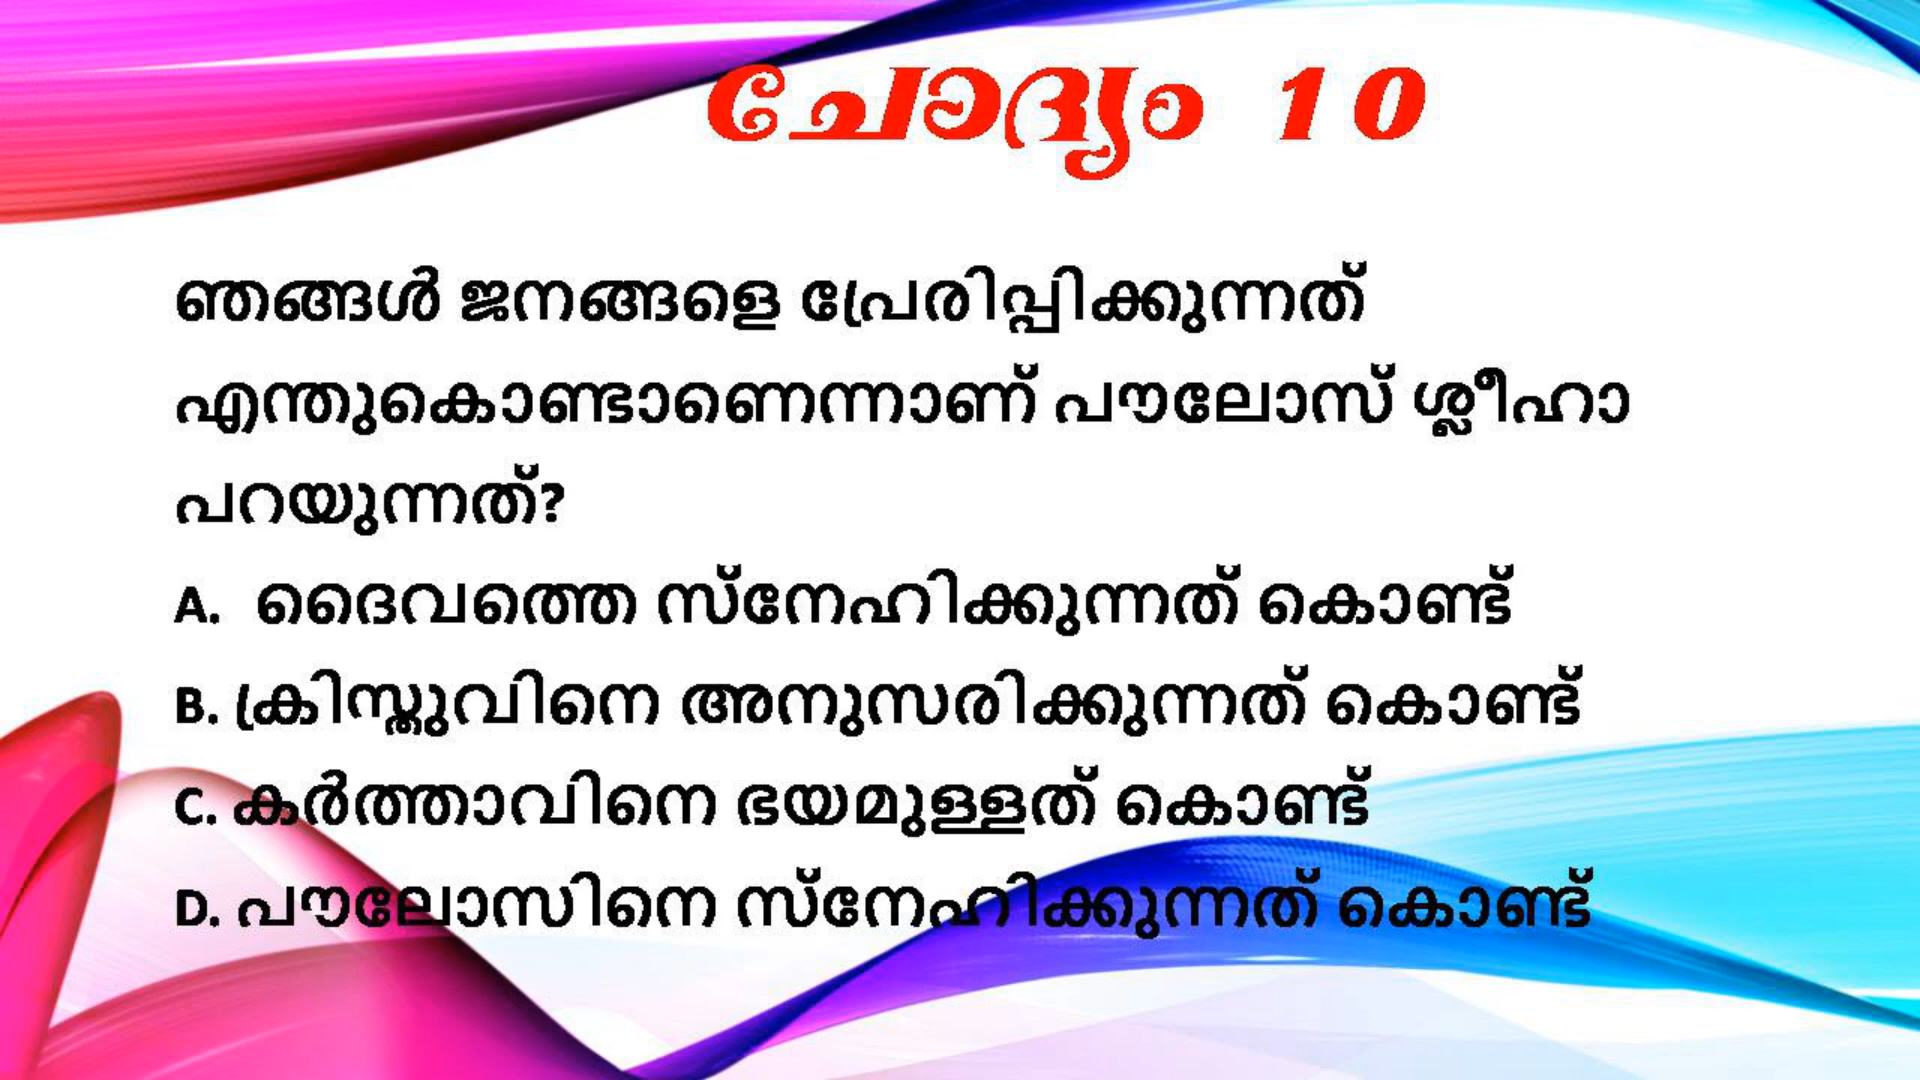 ചോദ്യം 10
ഞങ്ങൾ ജനങ്ങളെ പ്രേരിപ്പിക്കുന്നത്
എന്തുകൊണ്ടാണെന്നാണ് പൗലോസ് ശ്ലീഹാ
പറയുന്നത്?
A. ദൈവത്തെ സ്നേഹിക്കുന്നത് കൊണ്ട്
B. ക്രിസ്തുവിനെ അനുസരിക്കുന്നത് കൊണ്ട്
C. കർത്താവിനെ ഭയമുള്ളത് കൊണ്ട്
D. പൗലോസിനെ സ്നേഹിക്കുന്നത് കൊണ്ട്